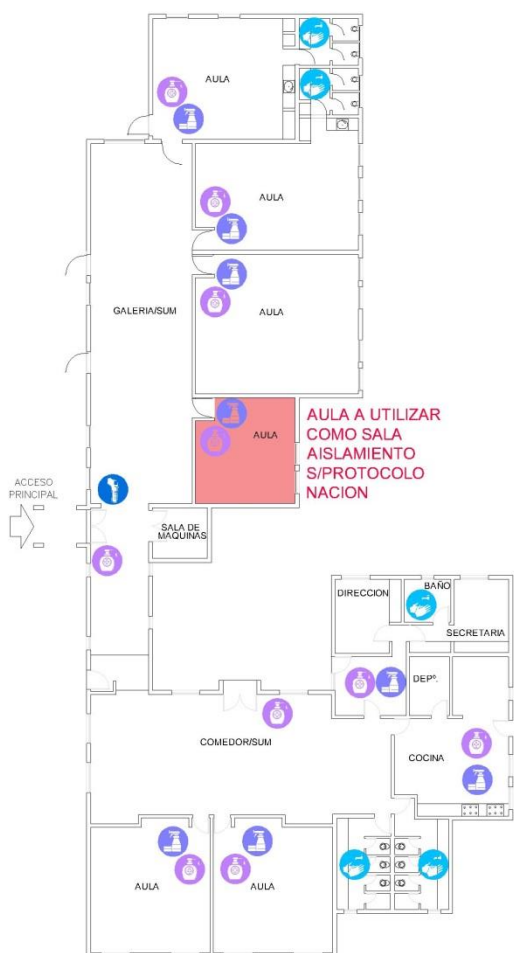 AULA
AULA
AULA
GALERIA/SUM
AULA
AULA A UTILIZAR
COMO SALA
AISLAMIENTO
S/PROTOCOLO
NACION
ACCESO
PRINCIPAL
SALA DE
MAQUINAS
DIRECCION
BAÑO
SECRETARIA
DEPº.
COMEDOR/SUM
COCINA
AULA
AULA